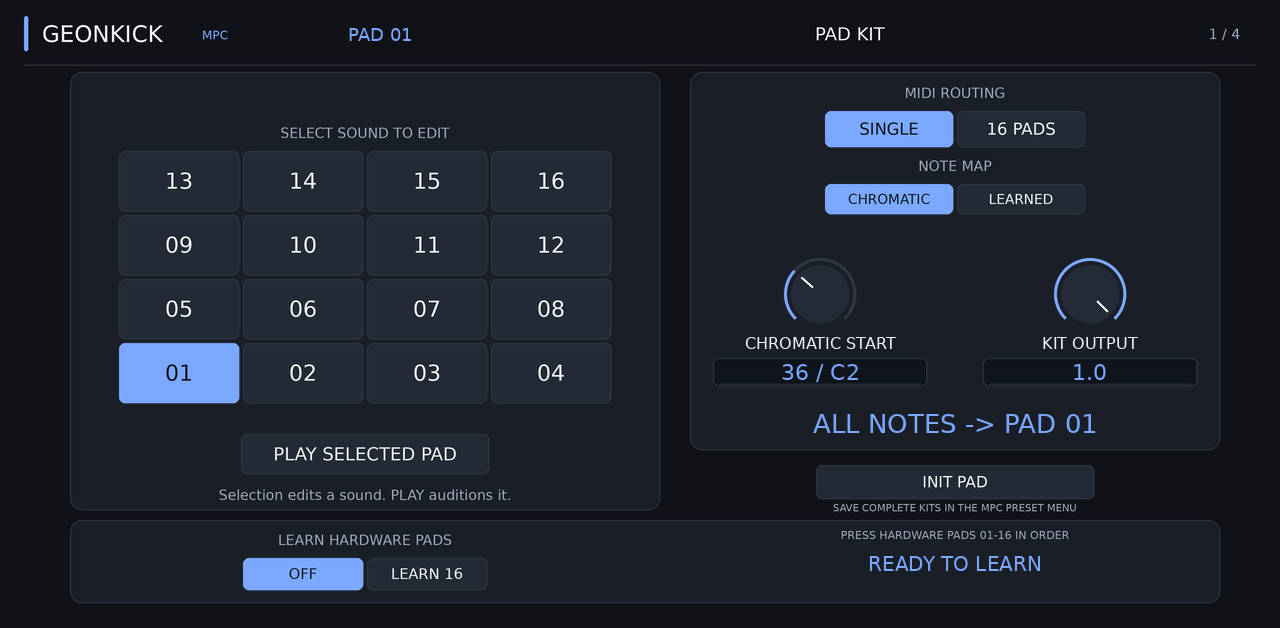 GEONKICK MPC PAD 01 PAD KIT 1 / 4
SELECT SOUND TO EDIT
13 14 15 16
09 10 11 12
05 06 07 08
01 02 03 04
PLAY SELECTED PAD
Selection edits a sound. PLAY auditions it.
MIDI ROUTING
SINGLE 16 PADS
NOTE MAP
CHROMATIC LEARNED
CHROMATIC START KIT OUTPUT
36 / C2 1.0
ALL NOTES -> PAD 01
INIT PAD
SAVE COMPLETE KITS IN THE MPC PRESET MENU
LEARN HARDWARE PADS
OFF LEARN 16
PRESS HARDWARE PADS 01-16 IN ORDER
READY TO LEARN